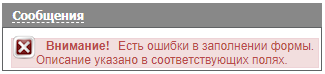 Сообщения
Внимание! Есть ошибки в заполнении формы.
Описание указано в соответствующих полях.